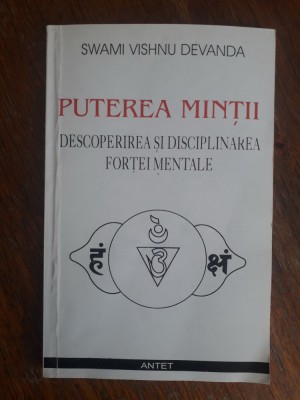 SWAMI VISHNU DEVANDA
PUTEREA MINȚII
DESCOPERIREA ȘI DISCIPLINAREA
FORȚEI MENTALE
ॐ
हं क्षं
ANTET